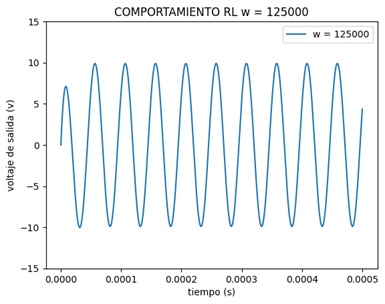 COMPORTAMIENTO RL w = 125000
w = 125000
15
10
5
0
−5
−10
−15
voltaje de salida (v)
0.0000 0.0001 0.0002 0.0003 0.0004 0.0005
tiempo (s)